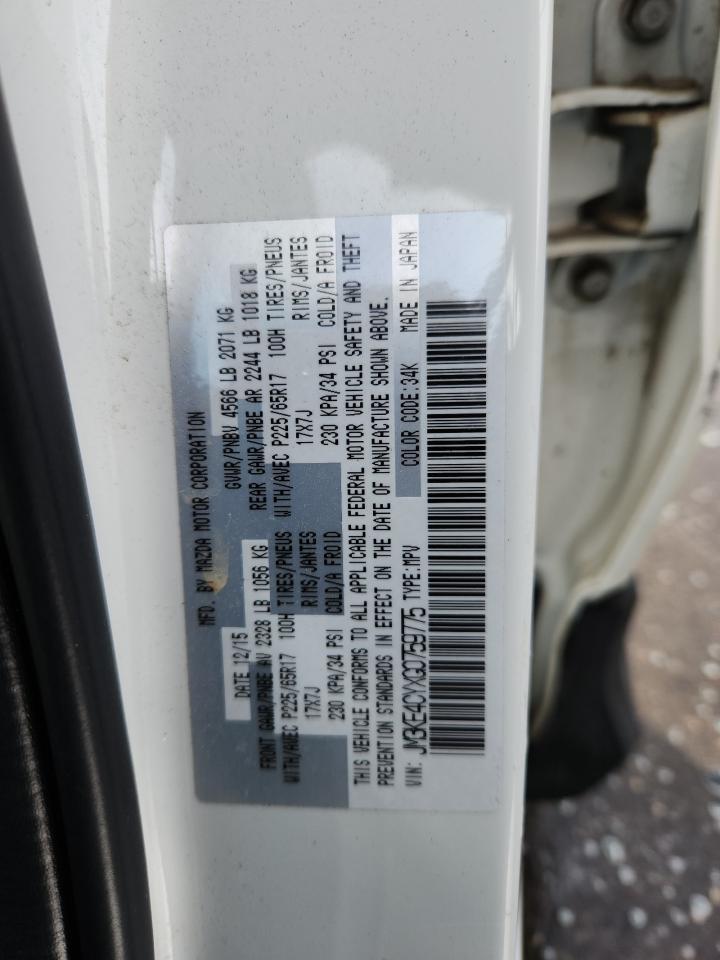 MFD. BY MAZDA MOTOR CORPORATION
DATE 12/15 GVWR/PNBV 4566 LB 2071 KG
FRONT GAWR/PNBE AV 2328 LB 1056 KG REAR GAWR/PNBE AR 2244 LB 1018 KG
WITH/AVEC P225/65R17 100H TIRES/PNEUS WITH/AVEC P225/65R17 100H TIRES/PNEUS
17X7J RIMS/JANTES 17X7J RIMS/JANTES
230 KPA/34 PSI COLD/A FROID 230 KPA/34 PSI COLD/A FROID
THIS VEHICLE CONFORMS TO ALL APPLICABLE FEDERAL MOTOR VEHICLE SAFETY AND THEFT
PREVENTION STANDARDS IN EFFECT ON THE DATE OF MANUFACTURE SHOWN ABOVE.
VIN: JM3KE4CYXG0759775 TYPE:MPV COLOR CODE:34K MADE IN JAPAN